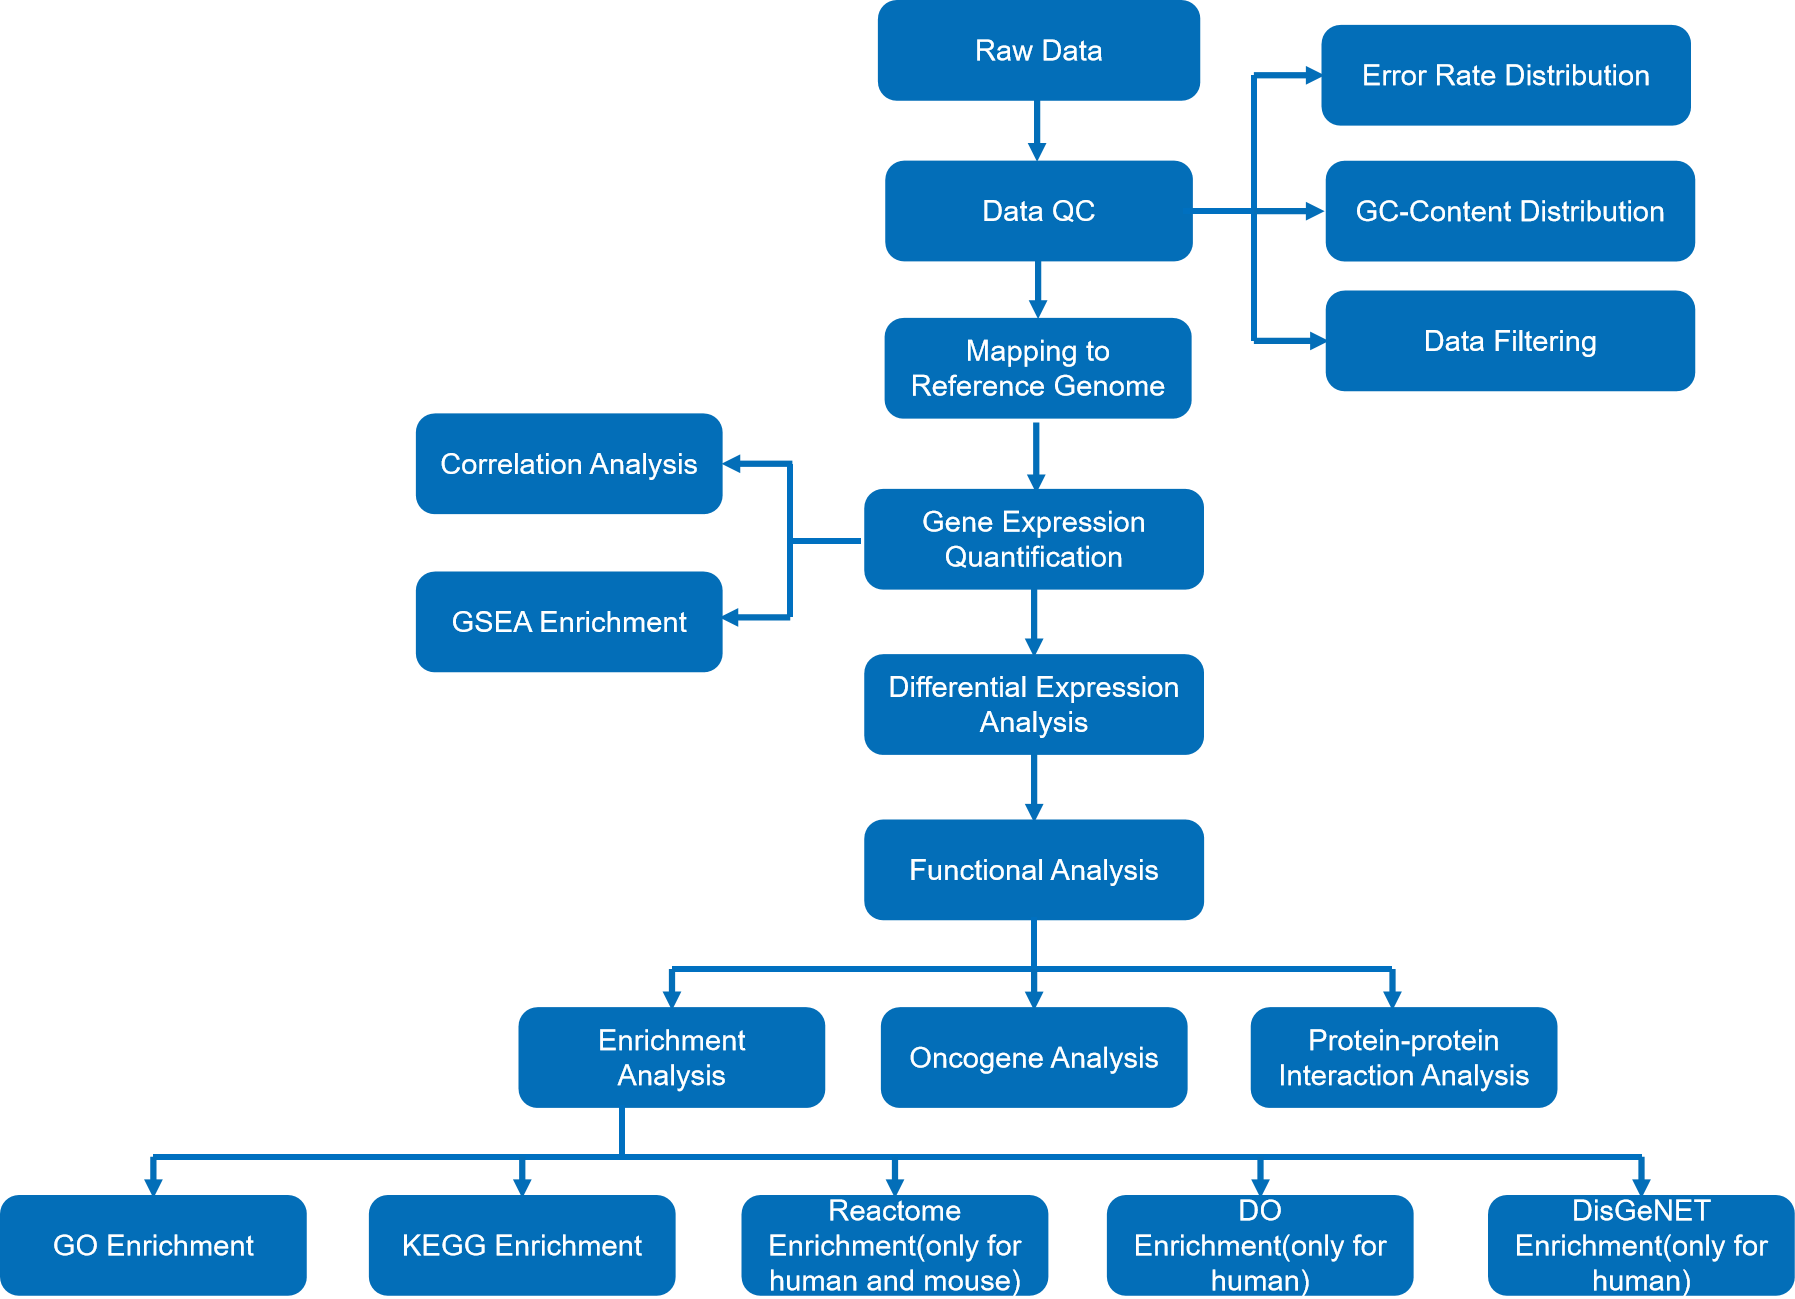 Raw Data
Error Rate Distribution
Data QC
GC-Content Distribution
Data Filtering
Mapping to
Reference Genome
Correlation Analysis
Gene Expression
Quantification
GSEA Enrichment
Differential Expression
Analysis
Functional Analysis
Enrichment
Analysis
Oncogene Analysis
Protein-protein
Interaction Analysis
GO Enrichment
KEGG Enrichment
Reactome
Enrichment(only for
human and mouse)
DO
Enrichment(only for
human)
DisGeNET
Enrichment(only for
human)